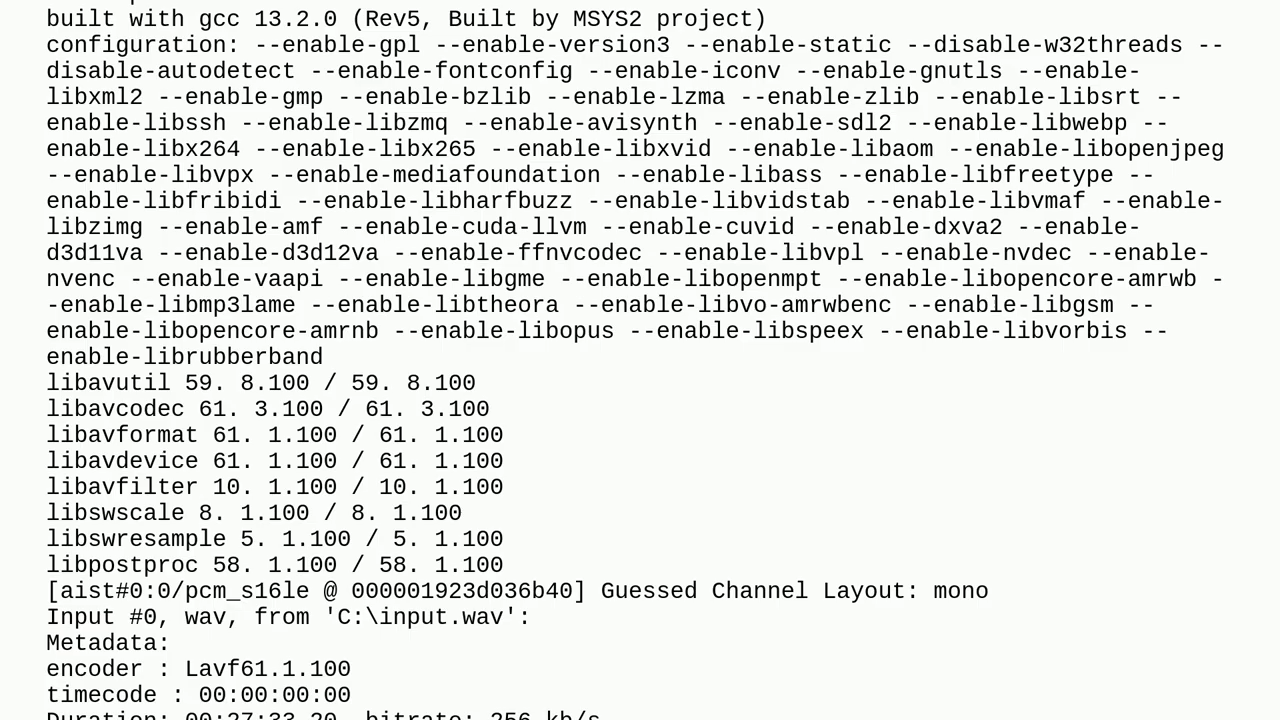 built with gcc 13.2.0 (Rev5, Built by MSYS2 project)
configuration: --enable-gpl --enable-version3 --enable-static --disable-w32threads --
disable-autodetect --enable-fontconfig --enable-iconv --enable-gnutls --enable-
libxml2 --enable-gmp --enable-bzlib --enable-lzma --enable-zlib --enable-libsrt --
enable-libssh --enable-libzmq --enable-avisynth --enable-sdl2 --enable-libwebp --
enable-libx264 --enable-libx265 --enable-libxvid --enable-libaom --enable-libopenjpeg
--enable-libvpx --enable-mediafoundation --enable-libass --enable-libfreetype --
enable-libfribidi --enable-libharfbuzz --enable-libvidstab --enable-libvmaf --enable-
libzimg --enable-amf --enable-cuda-llvm --enable-cuvid --enable-dxva2 --enable-
d3d11va --enable-d3d12va --enable-ffnvcodec --enable-libvpl --enable-nvdec --enable-
nvenc --enable-vaapi --enable-libgme --enable-libopenmpt --enable-libopencore-amrwb -
-enable-libmp3lame --enable-libtheora --enable-libvo-amrwbenc --enable-libgsm --
enable-libopencore-amrnb --enable-libopus --enable-libspeex --enable-libvorbis --
enable-librubberband
libavutil 59. 8.100 / 59. 8.100
libavcodec 61. 3.100 / 61. 3.100
libavformat 61. 1.100 / 61. 1.100
libavdevice 61. 1.100 / 61. 1.100
libavfilter 10. 1.100 / 10. 1.100
libswscale 8. 1.100 / 8. 1.100
libswresample 5. 1.100 / 5. 1.100
libpostproc 58. 1.100 / 58. 1.100
[aist#0:0/pcm_s16le @ 000001923d036b40] Guessed Channel Layout: mono
Input #0, wav, from 'C:\input.wav':
Metadata:
encoder : Lavf61.1.100
timecode : 00:00:00:00
Duration: 00:27:33.20, bitrate: 256 kb/s